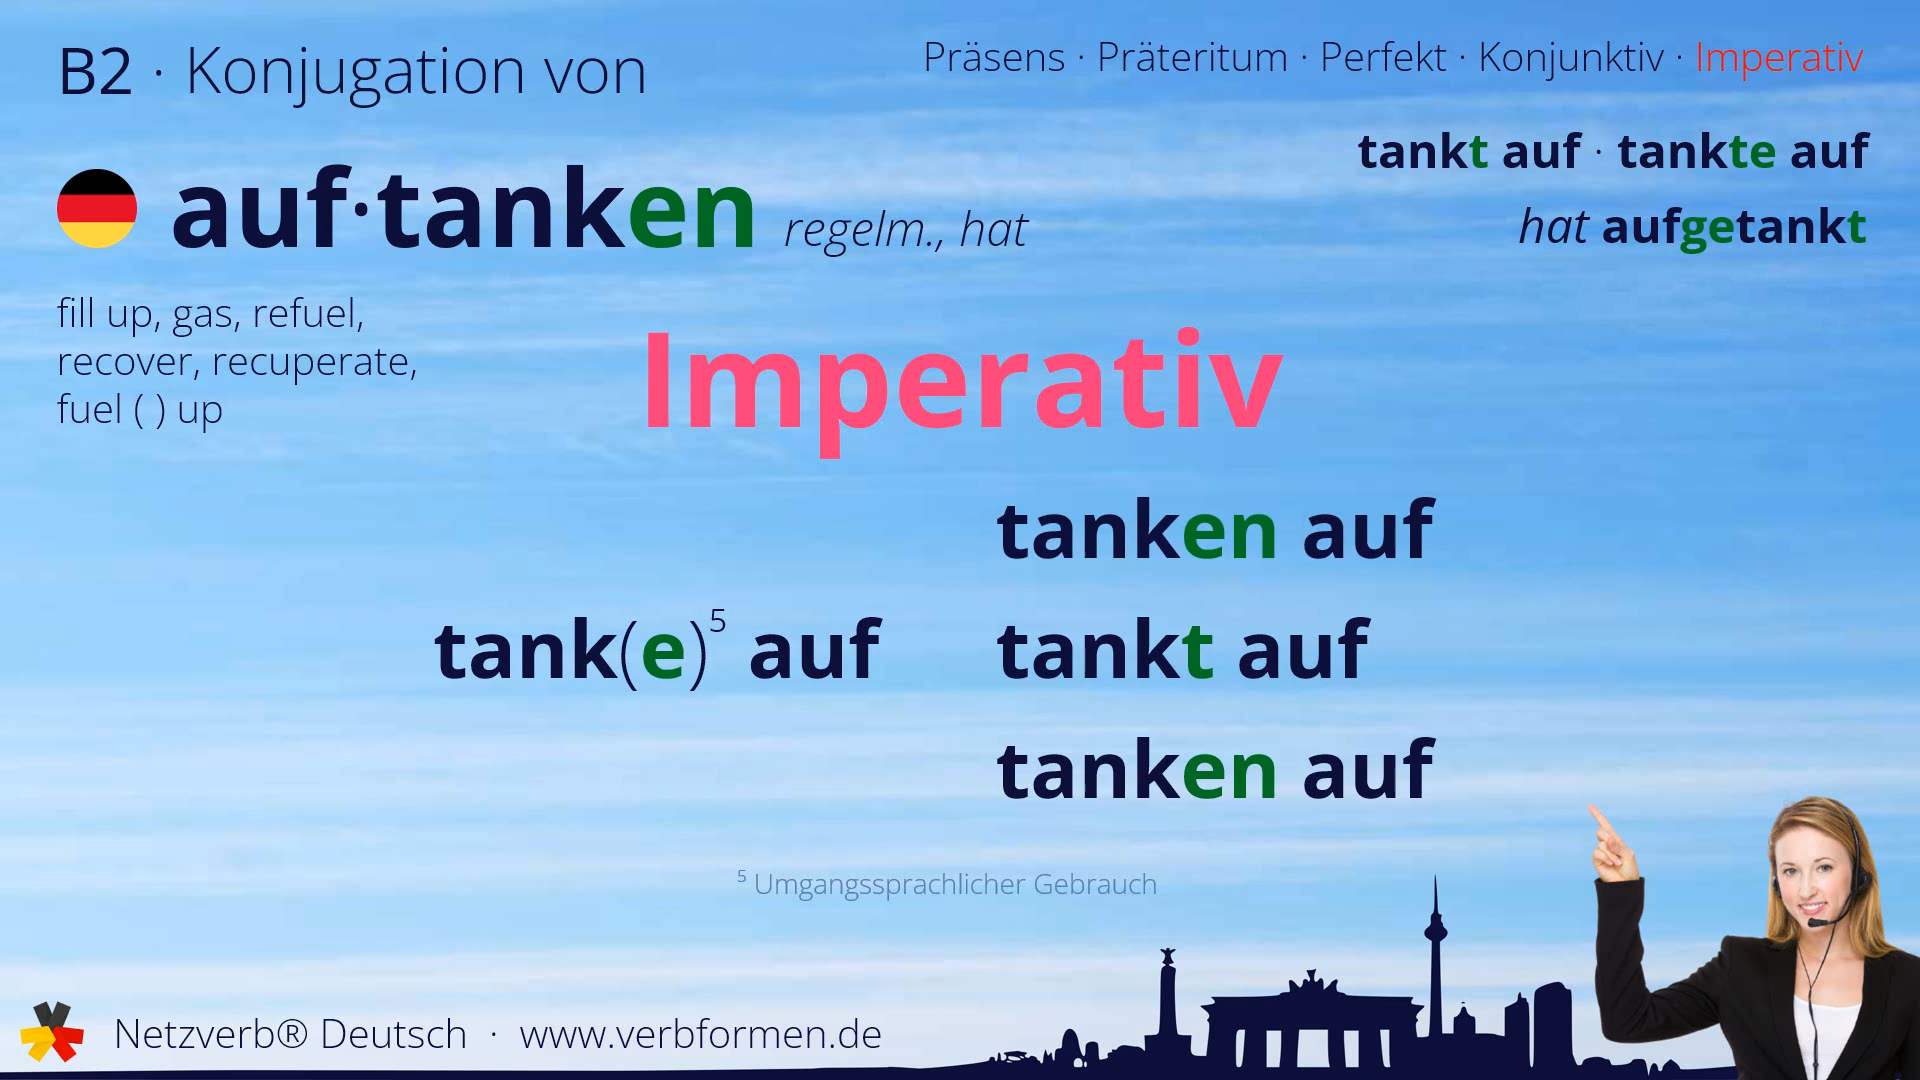 B2 · Konjugation von
Präsens · Präteritum · Perfekt · Konjunktiv · Imperativ
auf·tanken regelm., hat
tankt auf · tankte auf
hat aufgetankt
fill up, gas, refuel,
recover, recuperate,
fuel ( ) up
Imperativ
tanken auf
tank(e)⁵ auf
tankt auf
tanken auf
⁵ Umgangssprachlicher Gebrauch
Netzverb® Deutsch · www.verbformen.de